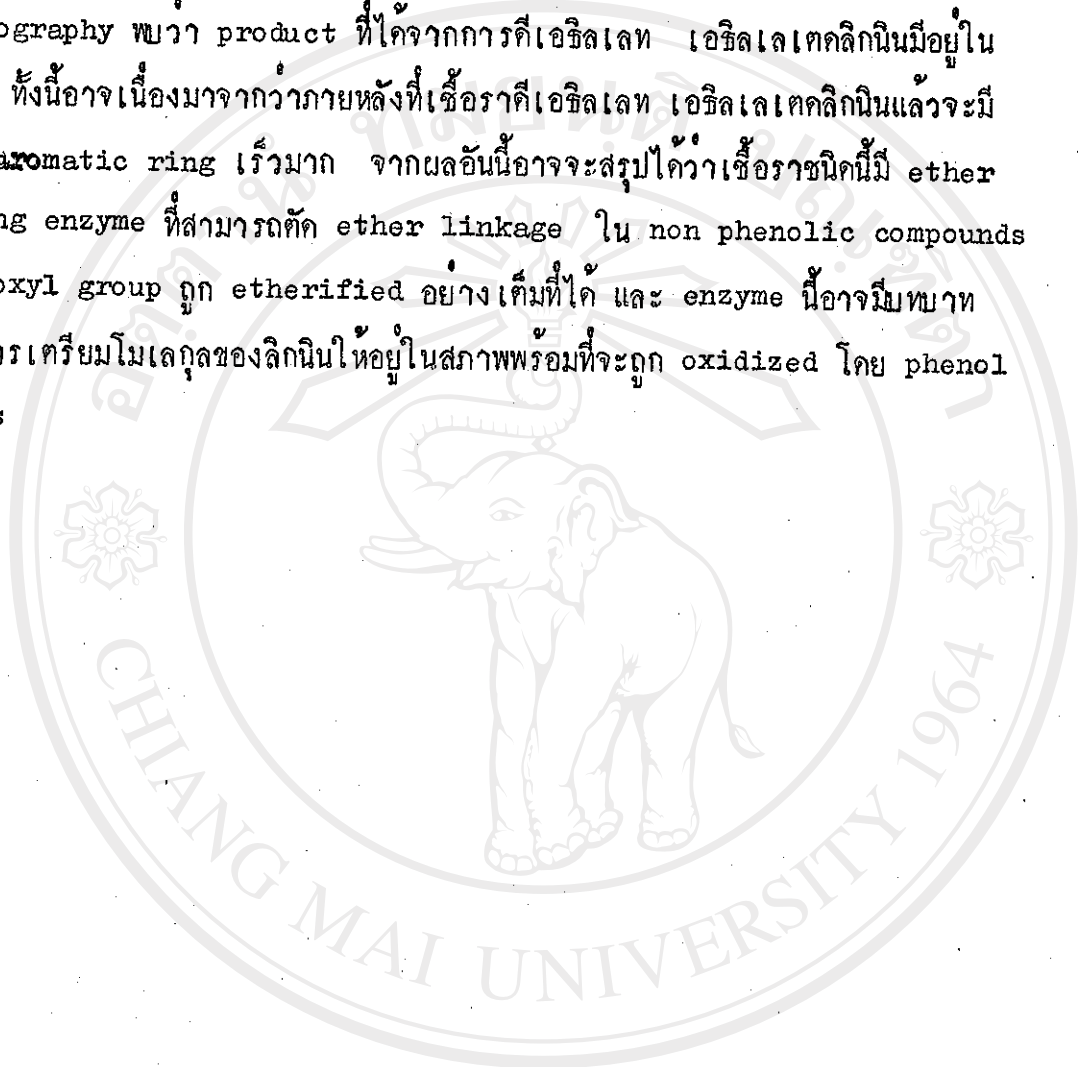 ography พบว่า product ที่ได้จากการดีเอธิลเลท เอธิลเลเตดลิกนินมีอยู่ใน
ทั้งนี้อาจเนื่องมาจากว่าภายหลังที่เชื้อราดีเอธิลเลท เอธิลเลเตดลิกนินแล้วจะมี
aromatic ring เร็วมาก จากผลอันนี้อาจจะสรุปได้ว่าเชื้อราชนิดนี้มี ether
ng enzyme ที่สามารถตัด ether linkage ใน non phenolic compounds
oxyl group ถูก etherified อย่างเต็มที่ได้ และ enzyme นี้อาจมีบทบาท
รเตรียมโมเลกุลของลิกนินให้อยู่ในสภาพพร้อมที่จะถูก oxidized โดย phenol
CHIANG MAI UNIVERSITY 1964